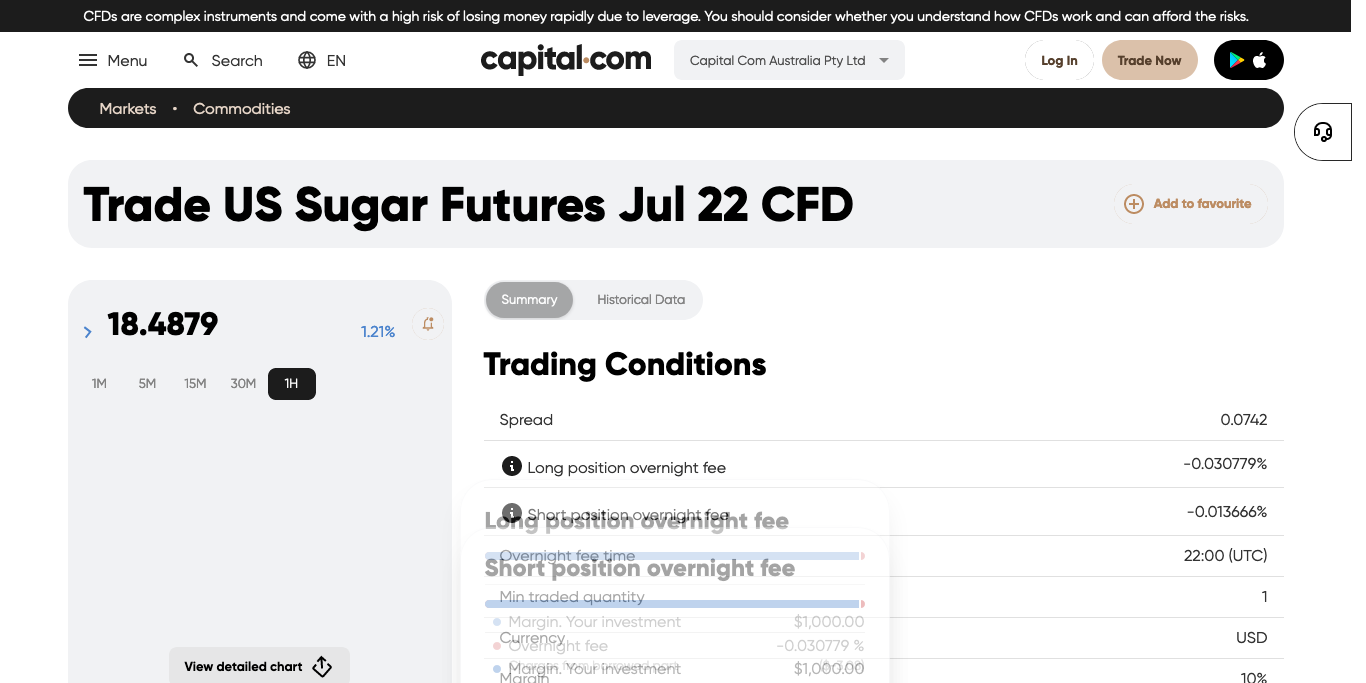 CFDs are complex instruments and come with a high risk of losing money rapidly due to leverage. You should consider whether you understand how CFDs work and can afford the risks.
Menu Search EN capital.com Capital Com Australia Pty Ltd Log In Trade Now
Markets • Commodities
Trade US Sugar Futures Jul 22 CFD Add to favourite
18.4879 1.21%
1M 5M 15M 30M 1H
View detailed chart
Summary Historical Data
Trading Conditions
Spread 0.0742
Long position overnight fee -0.030779%
Short position overnight fee -0.013666%
Long position overnight fee
Overnight fee time 22:00 (UTC)
Short position overnight fee
Min traded quantity 1
Margin. Your investment $1,000.00
Currency USD
Overnight fee -0.030779 %
Margin. Your investment $1,000.00
Margin 10%